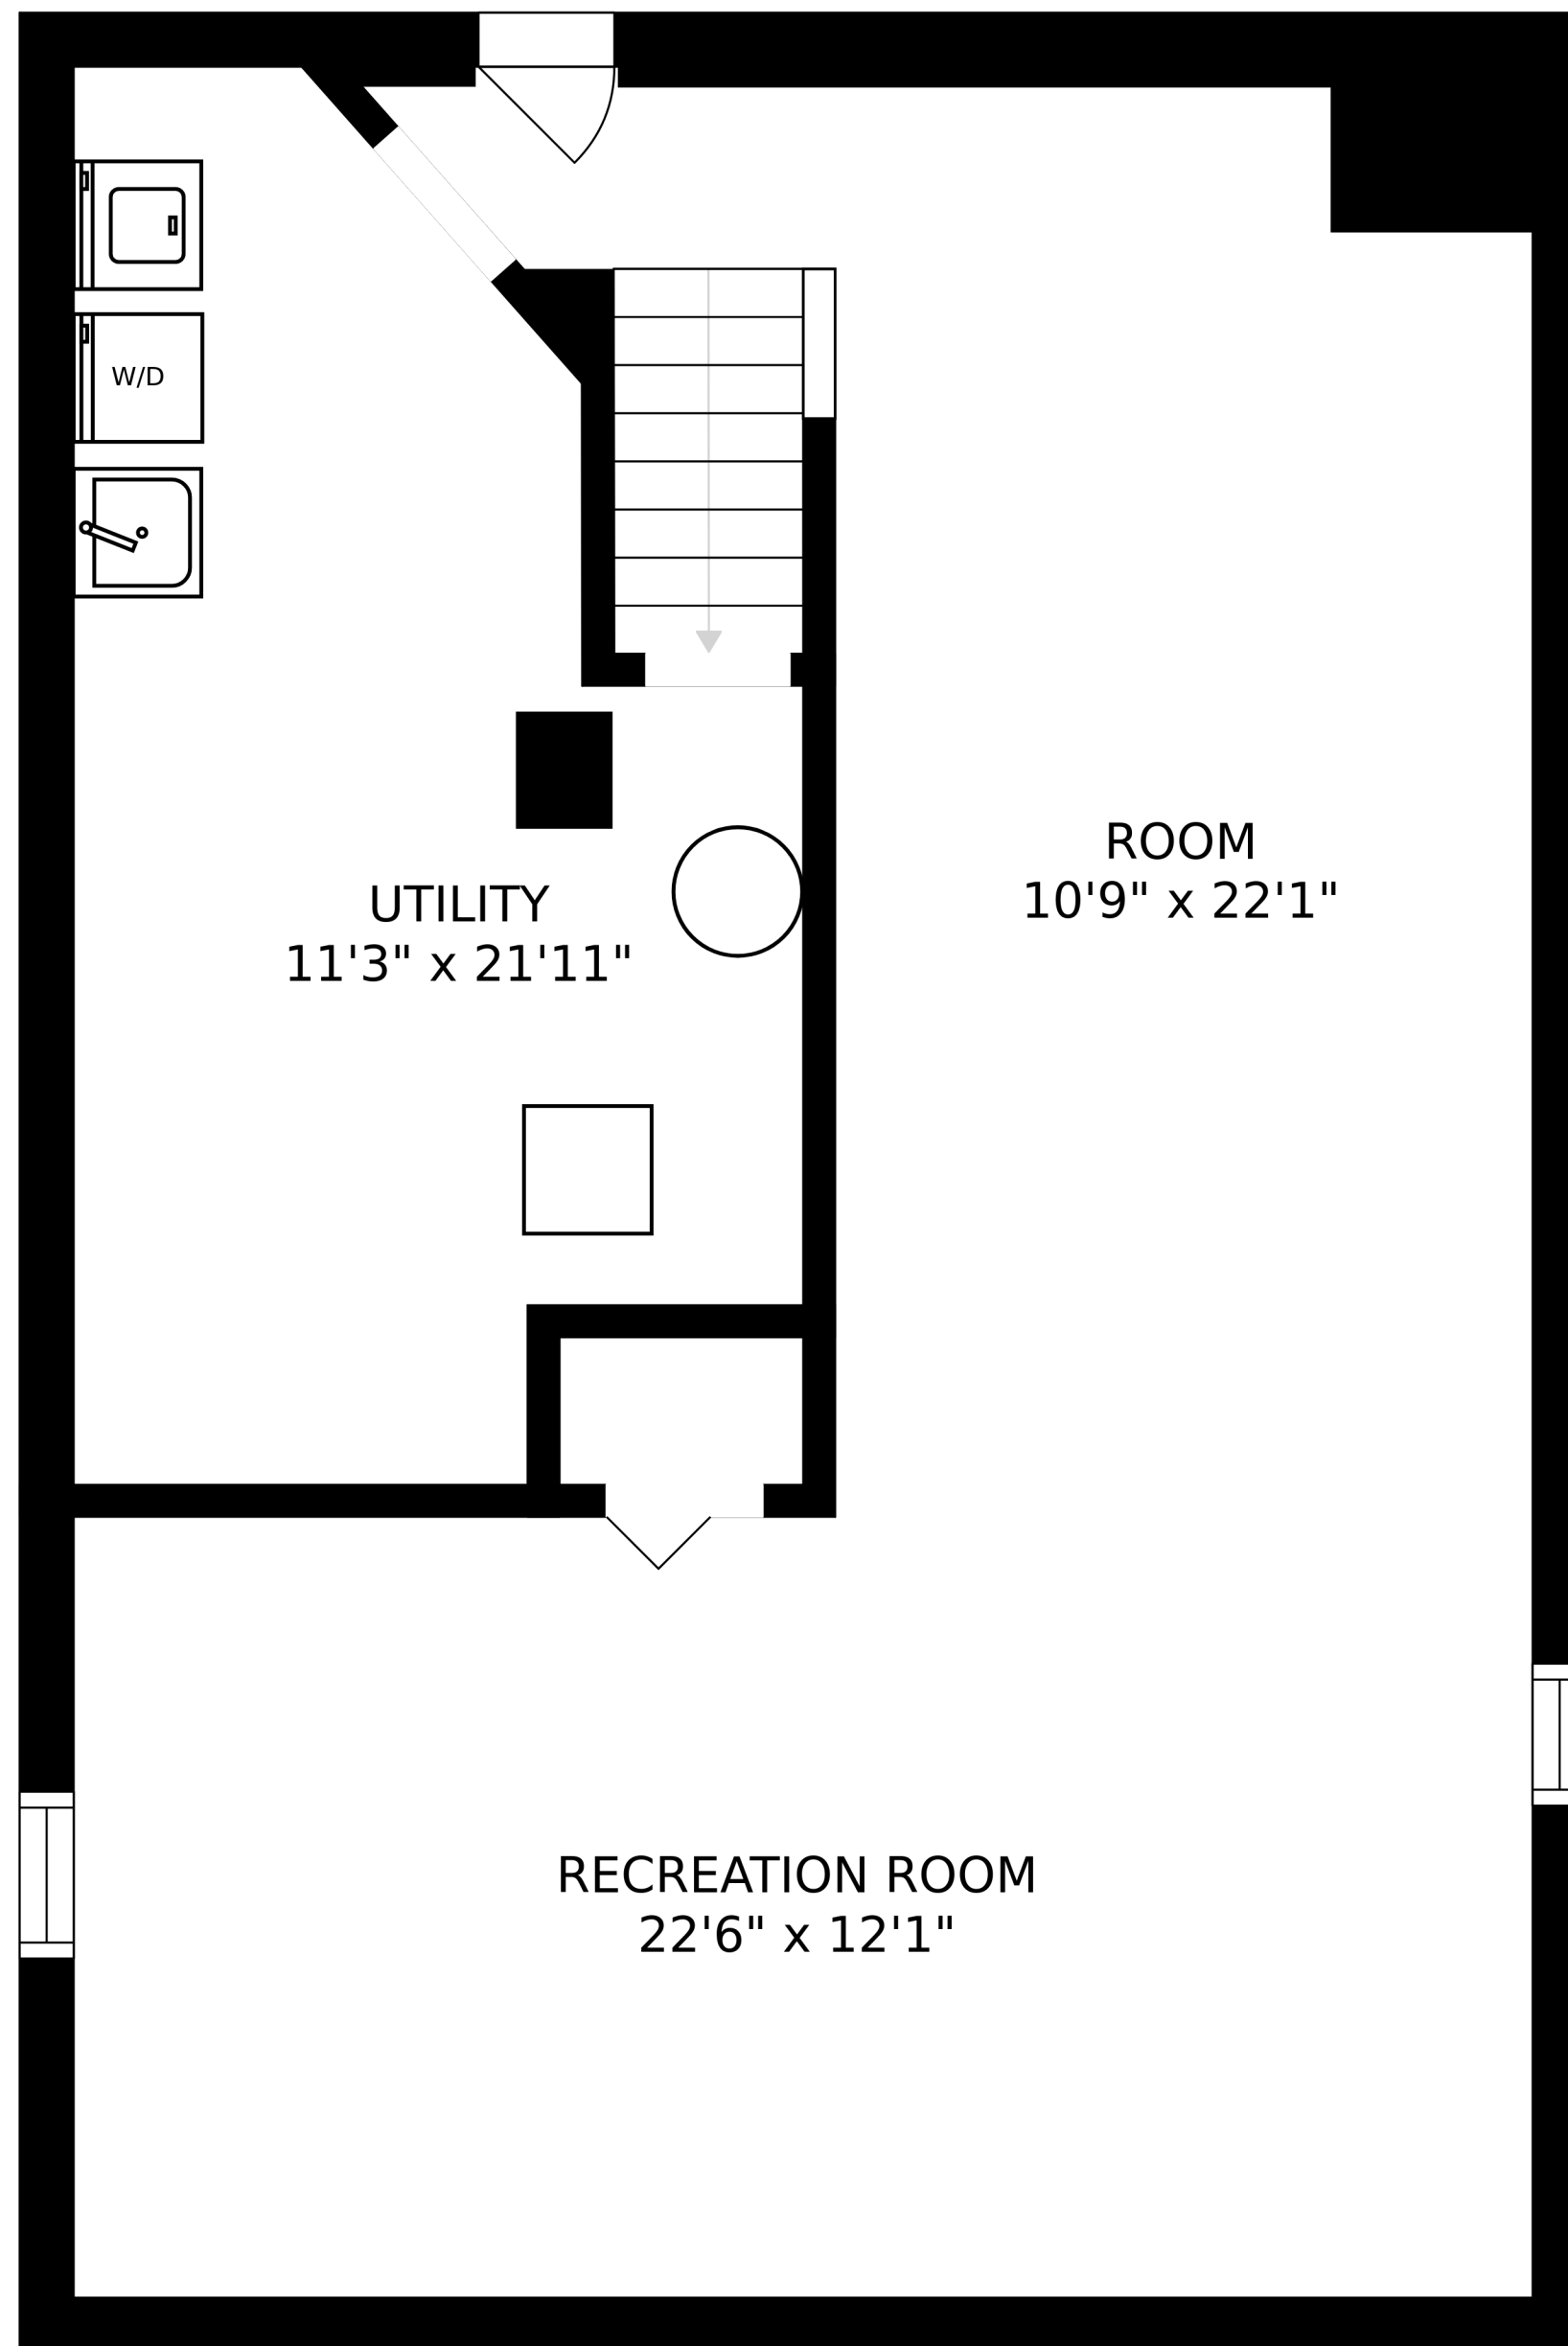 W/D
ROOM
10'9" x 22'1"
UTILITY
11'3" x 21'11"
RECREATION ROOM
22'6" x 12'1"